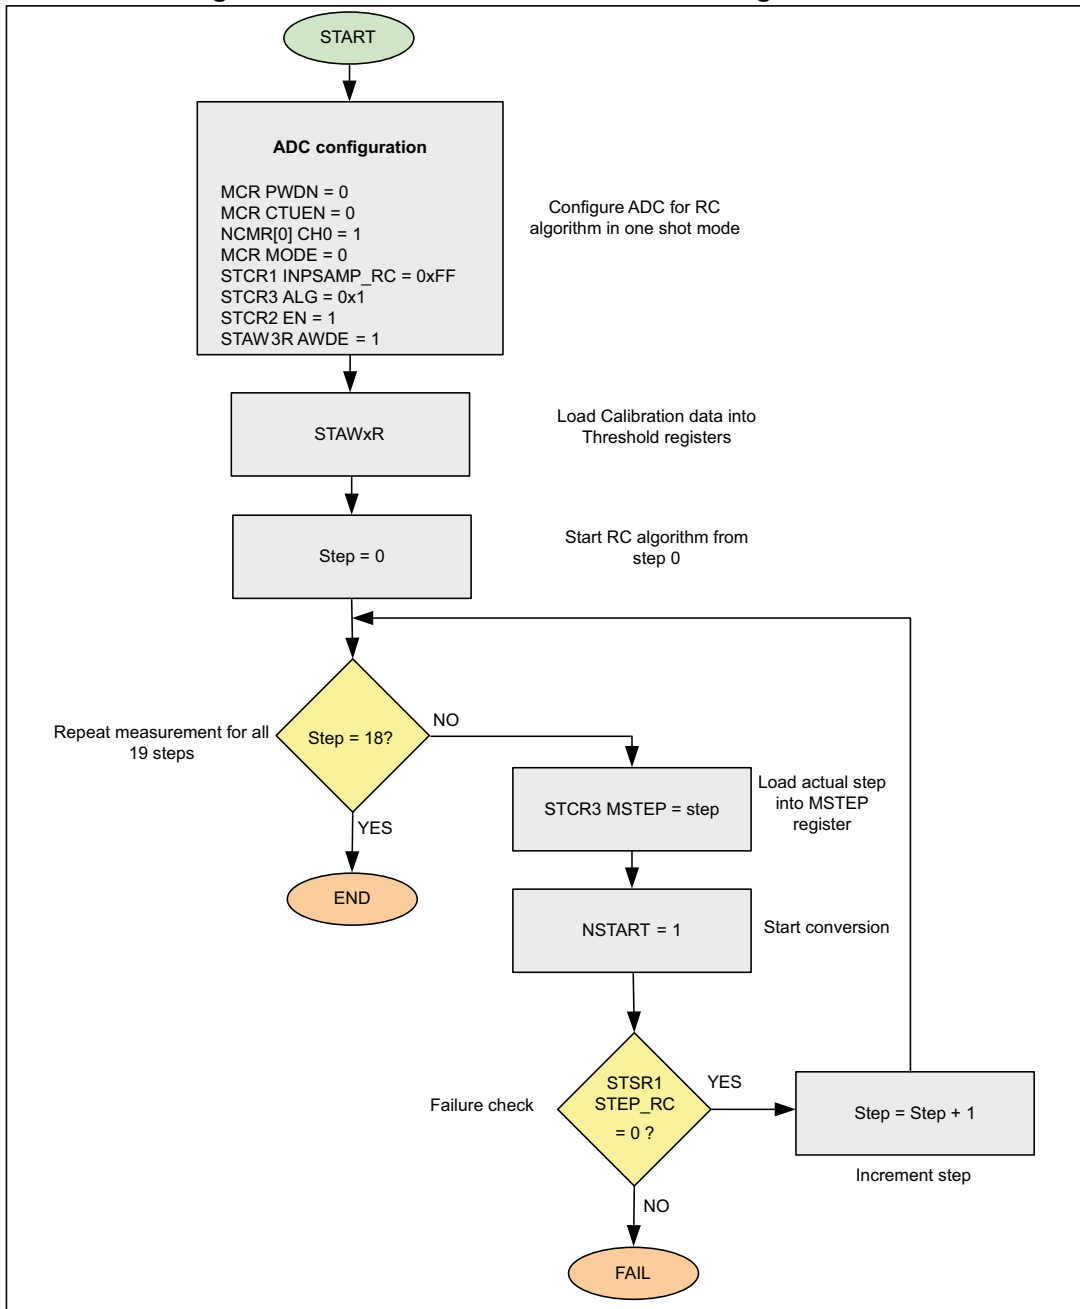 START
ADC configuration
MCR PWDN = 0
MCR CTUEN = 0
NCMR[0] CH0 = 1
MCR MODE = 0
STCR1 INPSAMP_RC = 0xFF
STCR3 ALG = 0x1
STCR2 EN = 1
STAW3R AWDE = 1
Configure ADC for RC
algorithm in one shot mode
STAWxR
Load Calibration data into
Threshold registers
Step = 0
Start RC algorithm from
step 0
Repeat measurement for all
19 steps
Step = 18?
NO
YES
END
STCR3 MSTEP = step
Load actual step
into MSTEP
register
NSTART = 1
Start conversion
Failure check
STSR1
STEP_RC
= 0 ?
YES
Step = Step + 1
Increment step
NO
FAIL